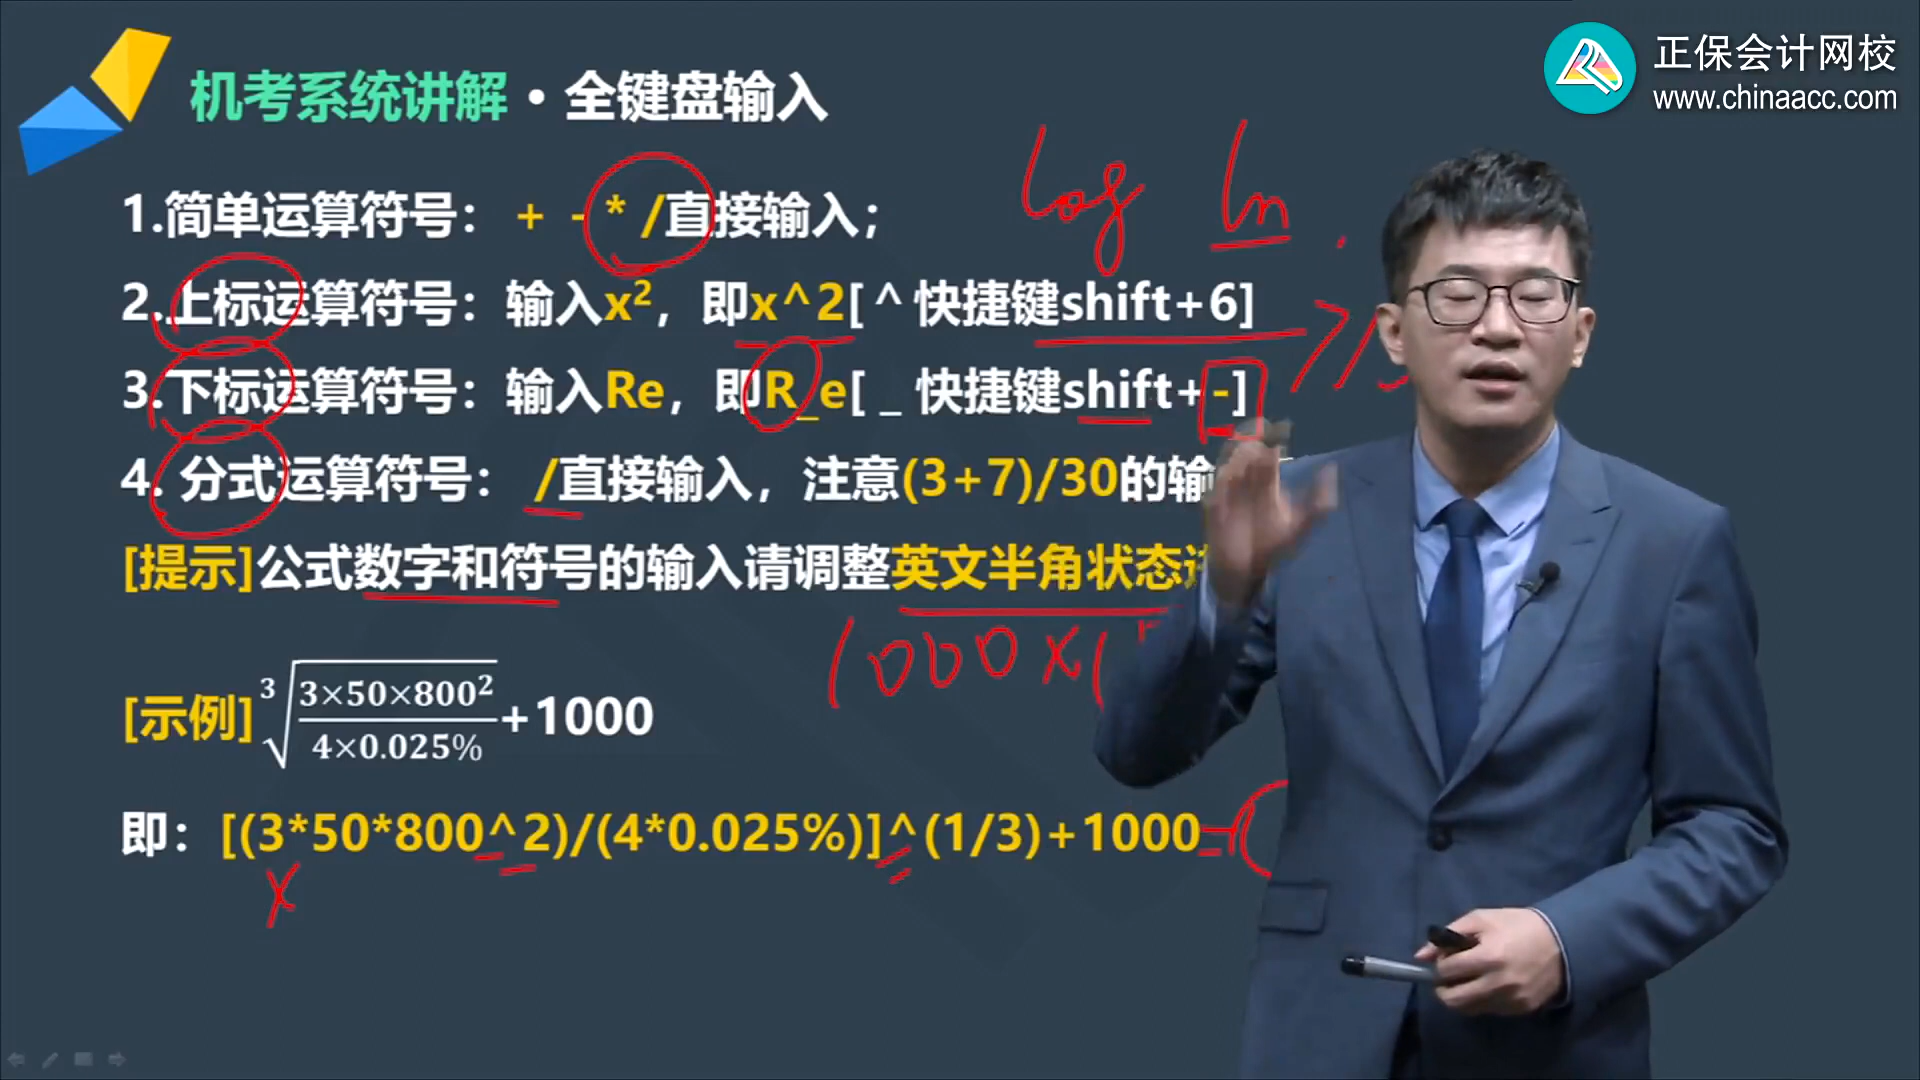 正保会计网校
www.chinaacc.com
机考系统讲解·全键盘输入
log ln
1.简单运算符号： + - * /直接输入；
2.上标运算符号：输入x²，即x^2[ ^ 快捷键shift+6]
3.下标运算符号：输入Re，即R_e[ _ 快捷键shift+-]
4. 分式运算符号： /直接输入，注意(3+7)/30的输
[提示]公式数字和符号的输入请调整英文半角状态
1000×(
[示例] ∛((3×50×800²)/(4×0.025%))+1000
即：[(3*50*800^2)/(4*0.025%)]^(1/3)+1000